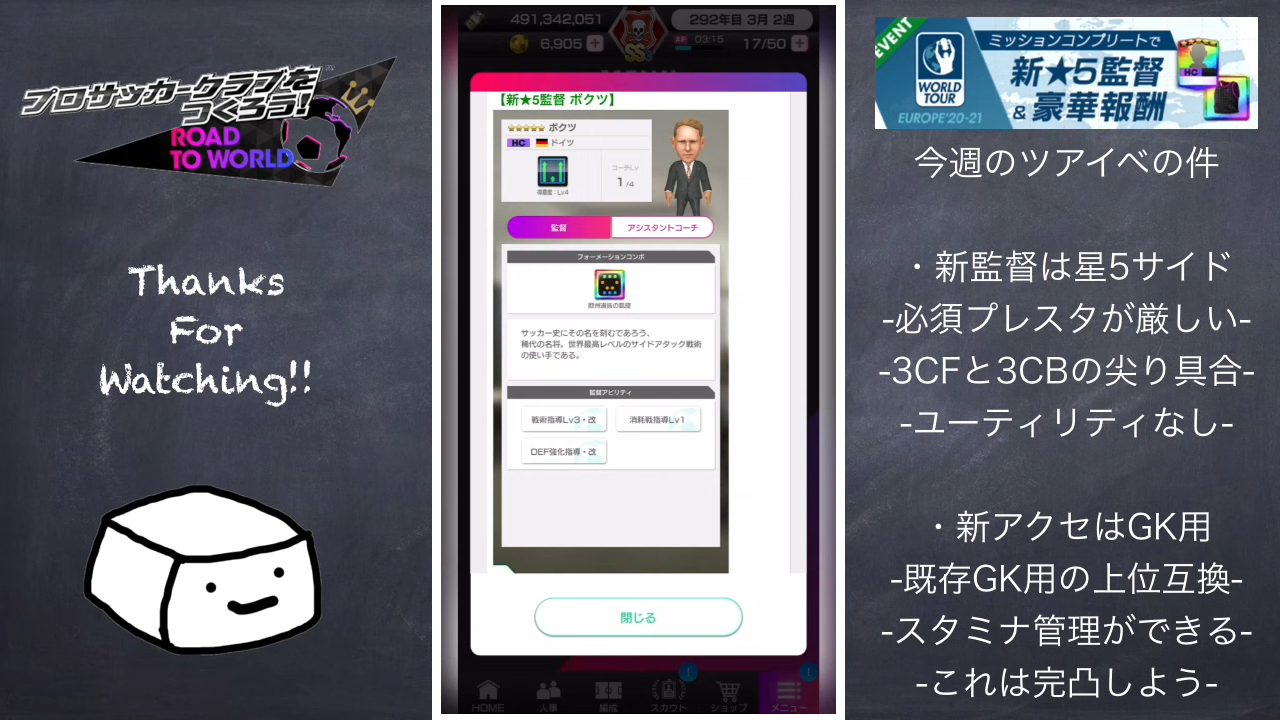 プロサッカークラブを
つくろう!
ROAD
TO WORLD
Thanks
For
Watching!!
491,342,051
SS
292年目 3月 2週
6,905
AP 03:15
17/50
【新★5監督 ボクツ】
★★★★★ ボクツ
HC ドイツ
コーチLv
1 /4
得意度：Lv4
監督
アシスタントコーチ
フォーメーションコンボ
欧州選抜の凱旋
サッカー史にその名を刻むであろう、
稀代の名将。世界最高レベルのサイドアタック戦術
の使い手である。
監督アビリティ
戦術指導Lv3・改
消耗戦指導Lv1
DEF強化指導・改
閉じる
HOME
人事
編成
スカウト
ショップ
メニュー
EVENT
WORLD
TOUR
EUROPE'20-21
ミッションコンプリートで
新★5監督
&豪華報酬
HC
今週のツアイベの件
・新監督は星5サイド
-必須プレスタが厳しい-
-3CFと3CBの尖り具合-
-ユーティリティなし-
・新アクセはGK用
-既存GK用の上位互換-
-スタミナ管理ができる-
-これは完凸しよう-